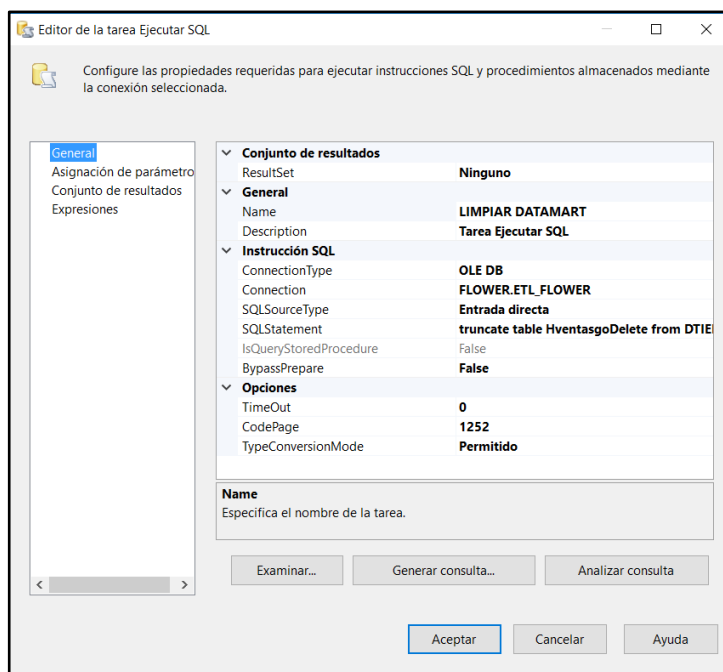 Editor de la tarea Ejecutar SQL
Configure las propiedades requeridas para ejecutar instrucciones SQL y procedimientos almacenados mediante
la conexión seleccionada.
General
Asignación de parámetro
Conjunto de resultados
Expresiones
Conjunto de resultados
ResultSet Ninguno
General
Name LIMPIAR DATAMART
Description Tarea Ejecutar SQL
Instrucción SQL
ConnectionType OLE DB
Connection FLOWER.ETL_FLOWER
SQLSourceType Entrada directa
SQLStatement truncate table HventasgoDelete from DTIE
IsQueryStoredProcedure False
BypassPrepare False
Opciones
TimeOut 0
CodePage 1252
TypeConversionMode Permitido
Name
Especifica el nombre de la tarea.
Examinar... Generar consulta... Analizar consulta
Aceptar Cancelar Ayuda